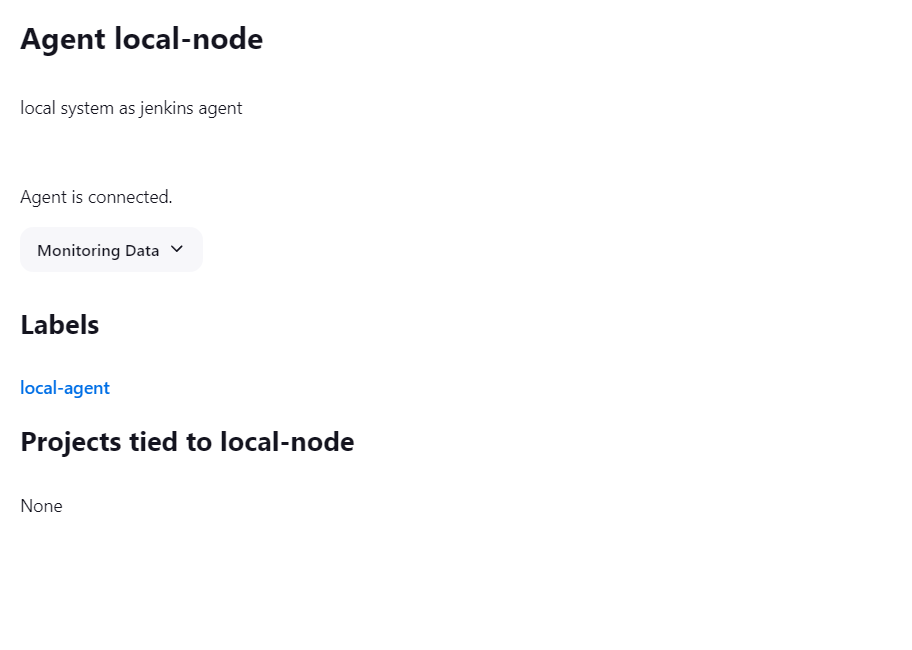 Agent local-node
local system as jenkins agent
Agent is connected.
Monitoring Data
Labels
local-agent
Projects tied to local-node
None